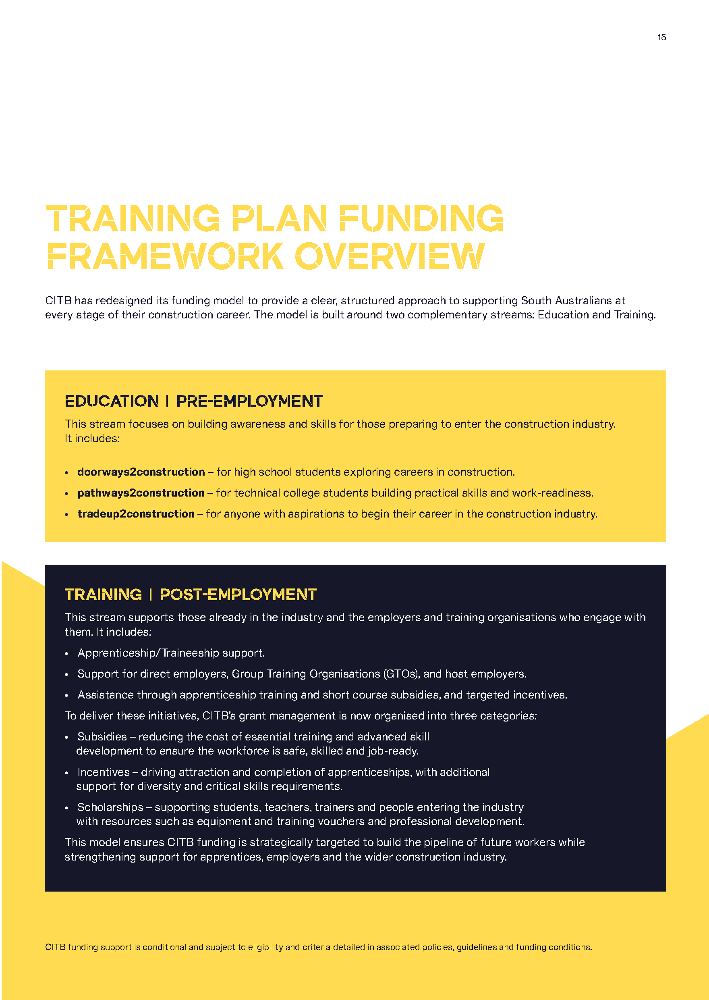 15
TRAINING PLAN FUNDING
FRAMEWORK OVERVIEW
CITB has redesigned its funding model to provide a clear, structured approach to supporting South Australians at
every stage of their construction career. The model is built around two complementary streams: Education and Training.
EDUCATION | PRE-EMPLOYMENT
This stream focuses on building awareness and skills for those preparing to enter the construction industry.
It includes:
• doorways2construction – for high school students exploring careers in construction.
• pathways2construction – for technical college students building practical skills and work-readiness.
• tradeup2construction – for anyone with aspirations to begin their career in the construction industry.
TRAINING | POST-EMPLOYMENT
This stream supports those already in the industry and the employers and training organisations who engage with
them. It includes:
• Apprenticeship/Traineeship support.
• Support for direct employers, Group Training Organisations (GTOs), and host employers.
• Assistance through apprenticeship training and short course subsidies, and targeted incentives.
To deliver these initiatives, CITB’s grant management is now organised into three categories:
• Subsidies – reducing the cost of essential training and advanced skill
development to ensure the workforce is safe, skilled and job-ready.
• Incentives – driving attraction and completion of apprenticeships, with additional
support for diversity and critical skills requirements.
• Scholarships – supporting students, teachers, trainers and people entering the industry
with resources such as equipment and training vouchers and professional development.
This model ensures CITB funding is strategically targeted to build the pipeline of future workers while
strengthening support for apprentices, employers and the wider construction industry.
CITB funding support is conditional and subject to eligibility and criteria detailed in associated policies, guidelines and funding conditions.